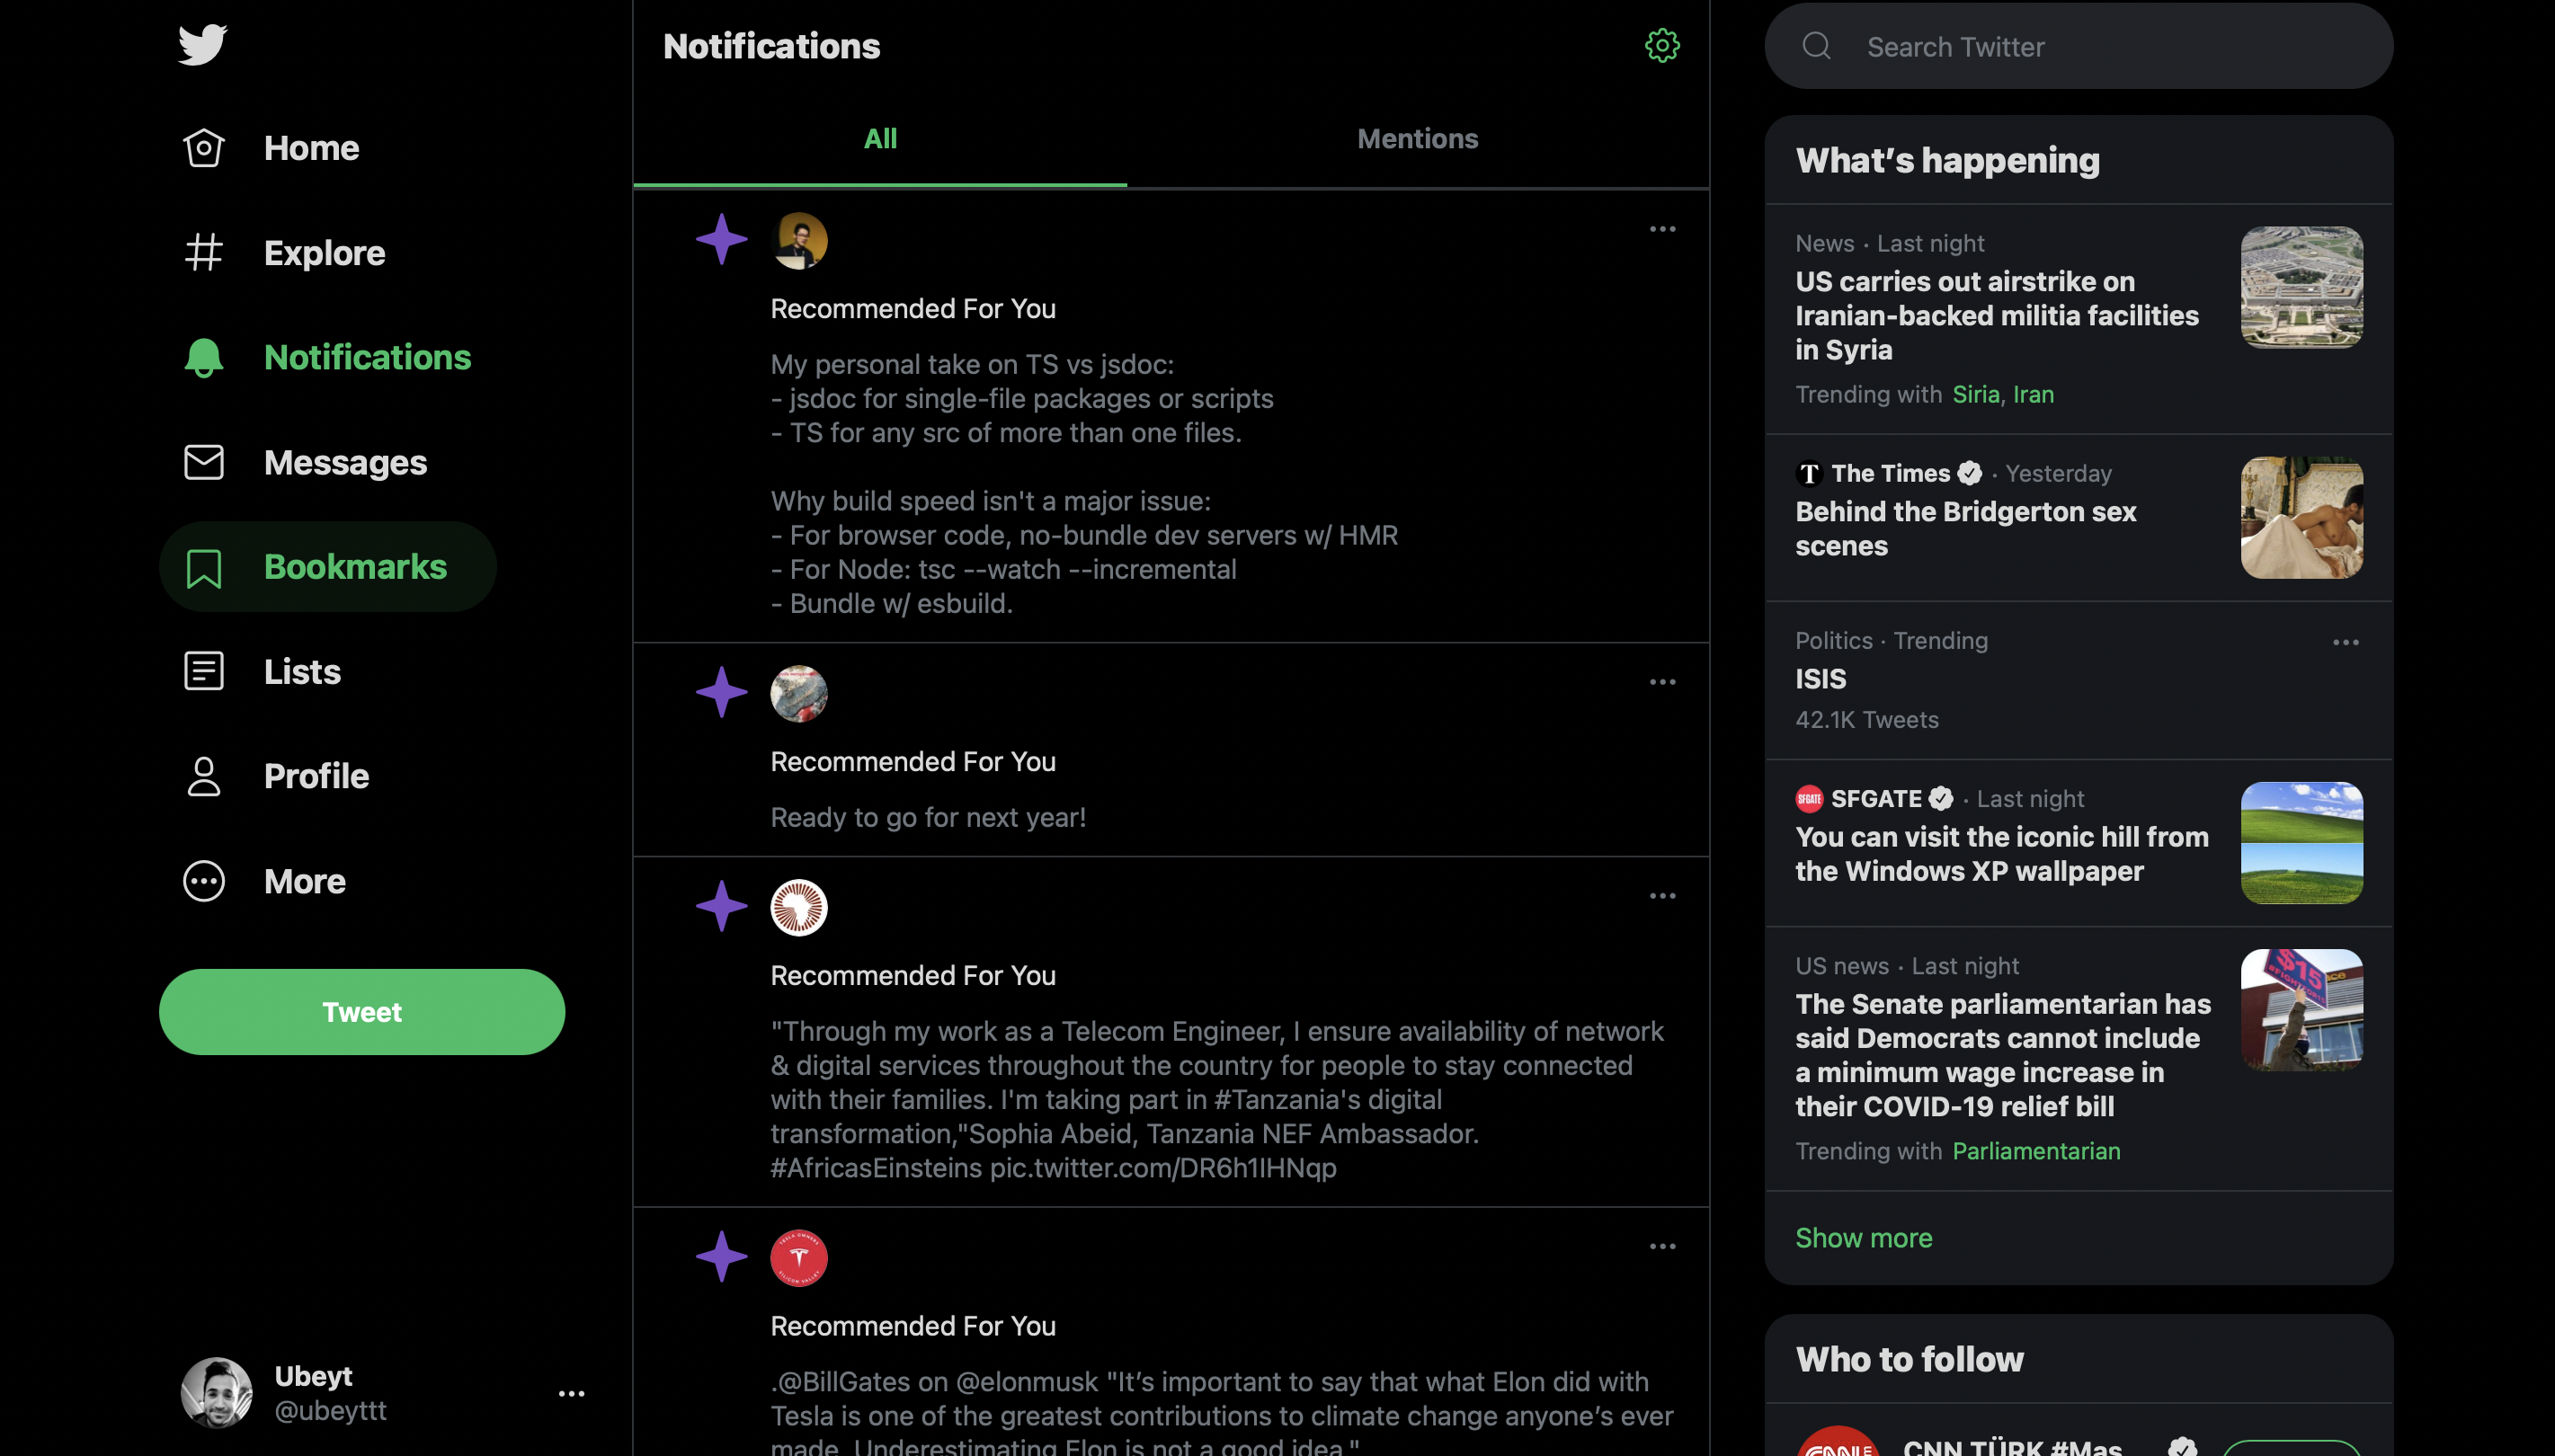 Home
Explore
Notifications
Messages
Bookmarks
Lists
Profile
More
Tweet
Ubeyt
@ubeyttt
Notifications
All
Mentions
Recommended For You
My personal take on TS vs jsdoc:
- jsdoc for single-file packages or scripts
- TS for any src of more than one files.
Why build speed isn't a major issue:
- For browser code, no-bundle dev servers w/ HMR
- For Node: tsc --watch --incremental
- Bundle w/ esbuild.
Recommended For You
Ready to go for next year!
Recommended For You
"Through my work as a Telecom Engineer, I ensure availability of network
& digital services throughout the country for people to stay connected
with their families. I'm taking part in #Tanzania's digital
transformation,"Sophia Abeid, Tanzania NEF Ambassador.
#AfricasEinsteins pic.twitter.com/DR6h1IHNqp
TESLA OWNERS
SILICON VALLEY
Recommended For You
.@BillGates on @elonmusk "It’s important to say that what Elon did with
Tesla is one of the greatest contributions to climate change anyone’s ever
made. Underestimating Elon is not a good idea."
Search Twitter
What’s happening
News · Last night
US carries out airstrike on
Iranian-backed militia facilities
in Syria
Trending with Siria, Iran
T The Times · Yesterday
Behind the Bridgerton sex
scenes
Politics · Trending
ISIS
42.1K Tweets
SFGATE SFGATE · Last night
You can visit the iconic hill from
the Windows XP wallpaper
US news · Last night
$15
The Senate parliamentarian has
said Democrats cannot include
a minimum wage increase in
their COVID-19 relief bill
Trending with Parliamentarian
Show more
Who to follow
CNN TÜRK #Mas